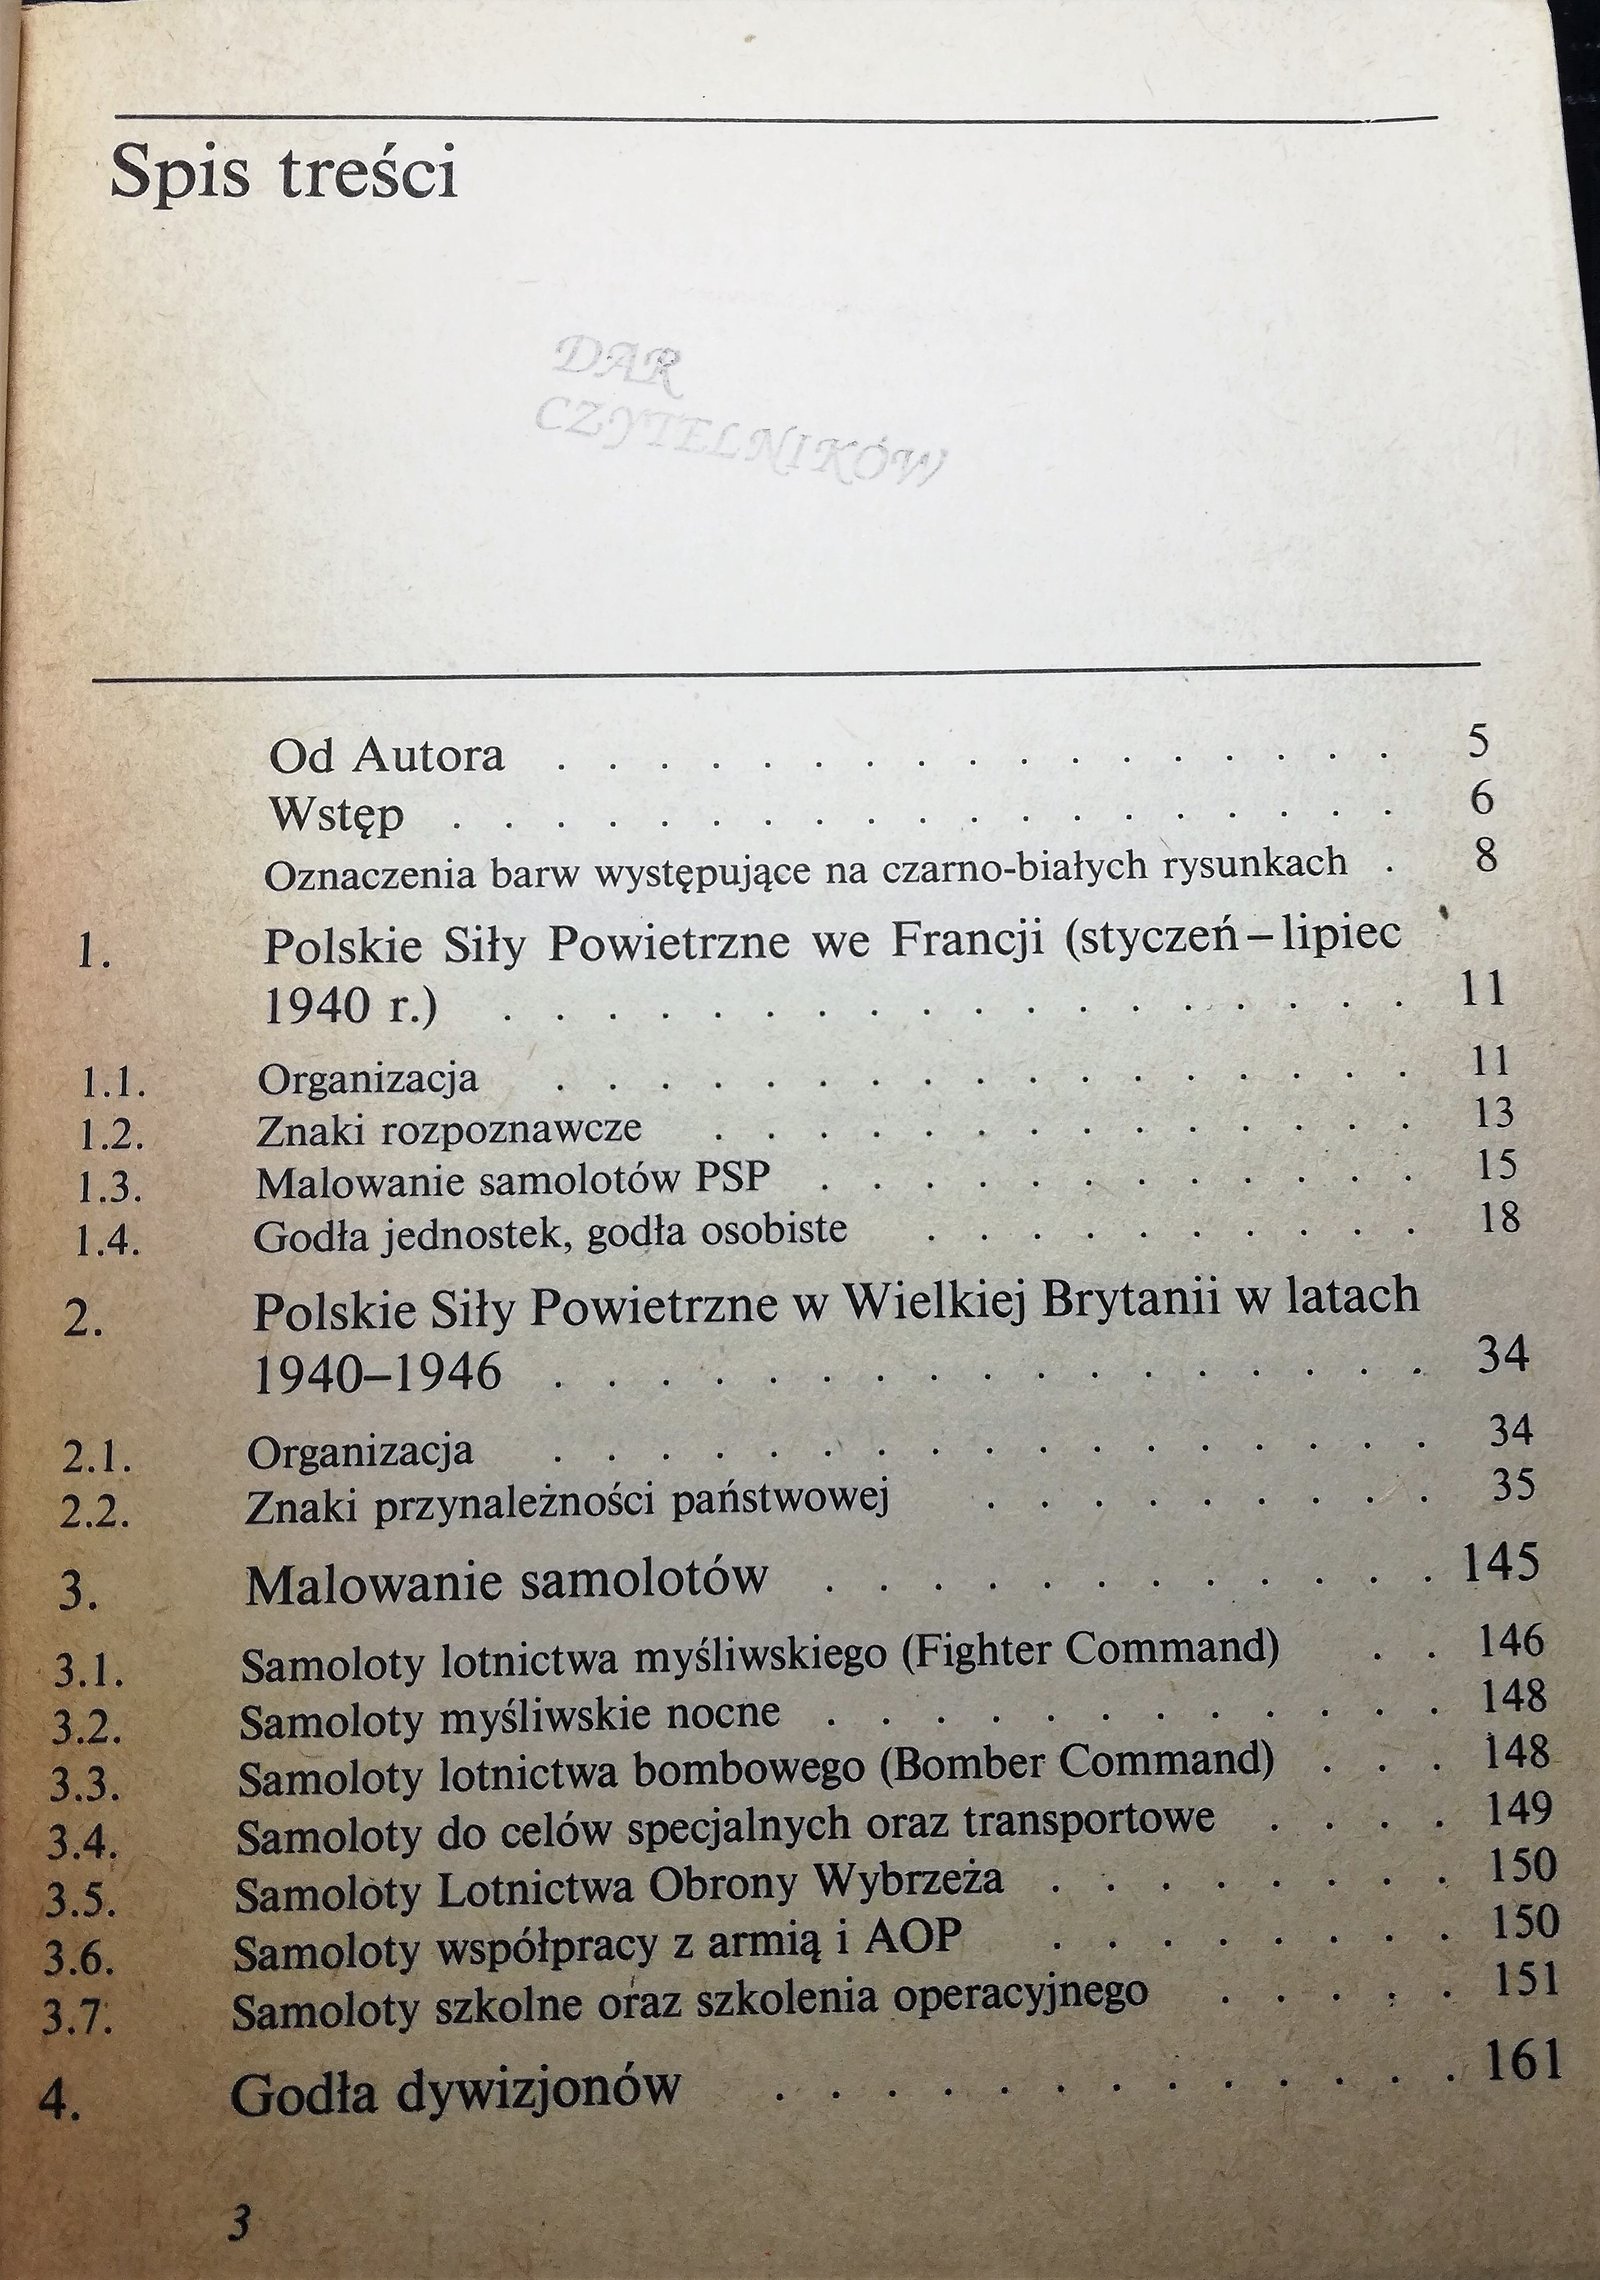 Spis treści
DAR
CZYTELNIKÓW
Od Autora . . . . . . . . . . . . . . . . . 5
Wstęp . . . . . . . . . . . . . . . . . . . 6
Oznaczenia barw występujące na czarno-białych rysunkach . 8
1. Polskie Siły Powietrzne we Francji (styczeń–lipiec
1940 r.) . . . . . . . . . . . . . . . . . . 11
1.1. Organizacja . . . . . . . . . . . . . . . . . 11
1.2. Znaki rozpoznawcze . . . . . . . . . . . . . . 13
1.3. Malowanie samolotów PSP . . . . . . . . . . . . 15
1.4. Godła jednostek, godła osobiste . . . . . . . . . . 18
2. Polskie Siły Powietrzne w Wielkiej Brytanii w latach
1940–1946 . . . . . . . . . . . . . . . . . 34
2.1. Organizacja . . . . . . . . . . . . . . . . . 34
2.2. Znaki przynależności państwowej . . . . . . . . . 35
3. Malowanie samolotów . . . . . . . . . . . . 145
3.1. Samoloty lotnictwa myśliwskiego (Fighter Command) . . 146
3.2. Samoloty myśliwskie nocne . . . . . . . . . . . . 148
3.3. Samoloty lotnictwa bombowego (Bomber Command) . . . 148
3.4. Samoloty do celów specjalnych oraz transportowe . . . . 149
3.5. Samoloty Lotnictwa Obrony Wybrzeża . . . . . . . . 150
3.6. Samoloty współpracy z armią i AOP . . . . . . . . 150
3.7. Samoloty szkolne oraz szkolenia operacyjnego . . . . . 151
4. Godła dywizjonów . . . . . . . . . . . . . 161
3